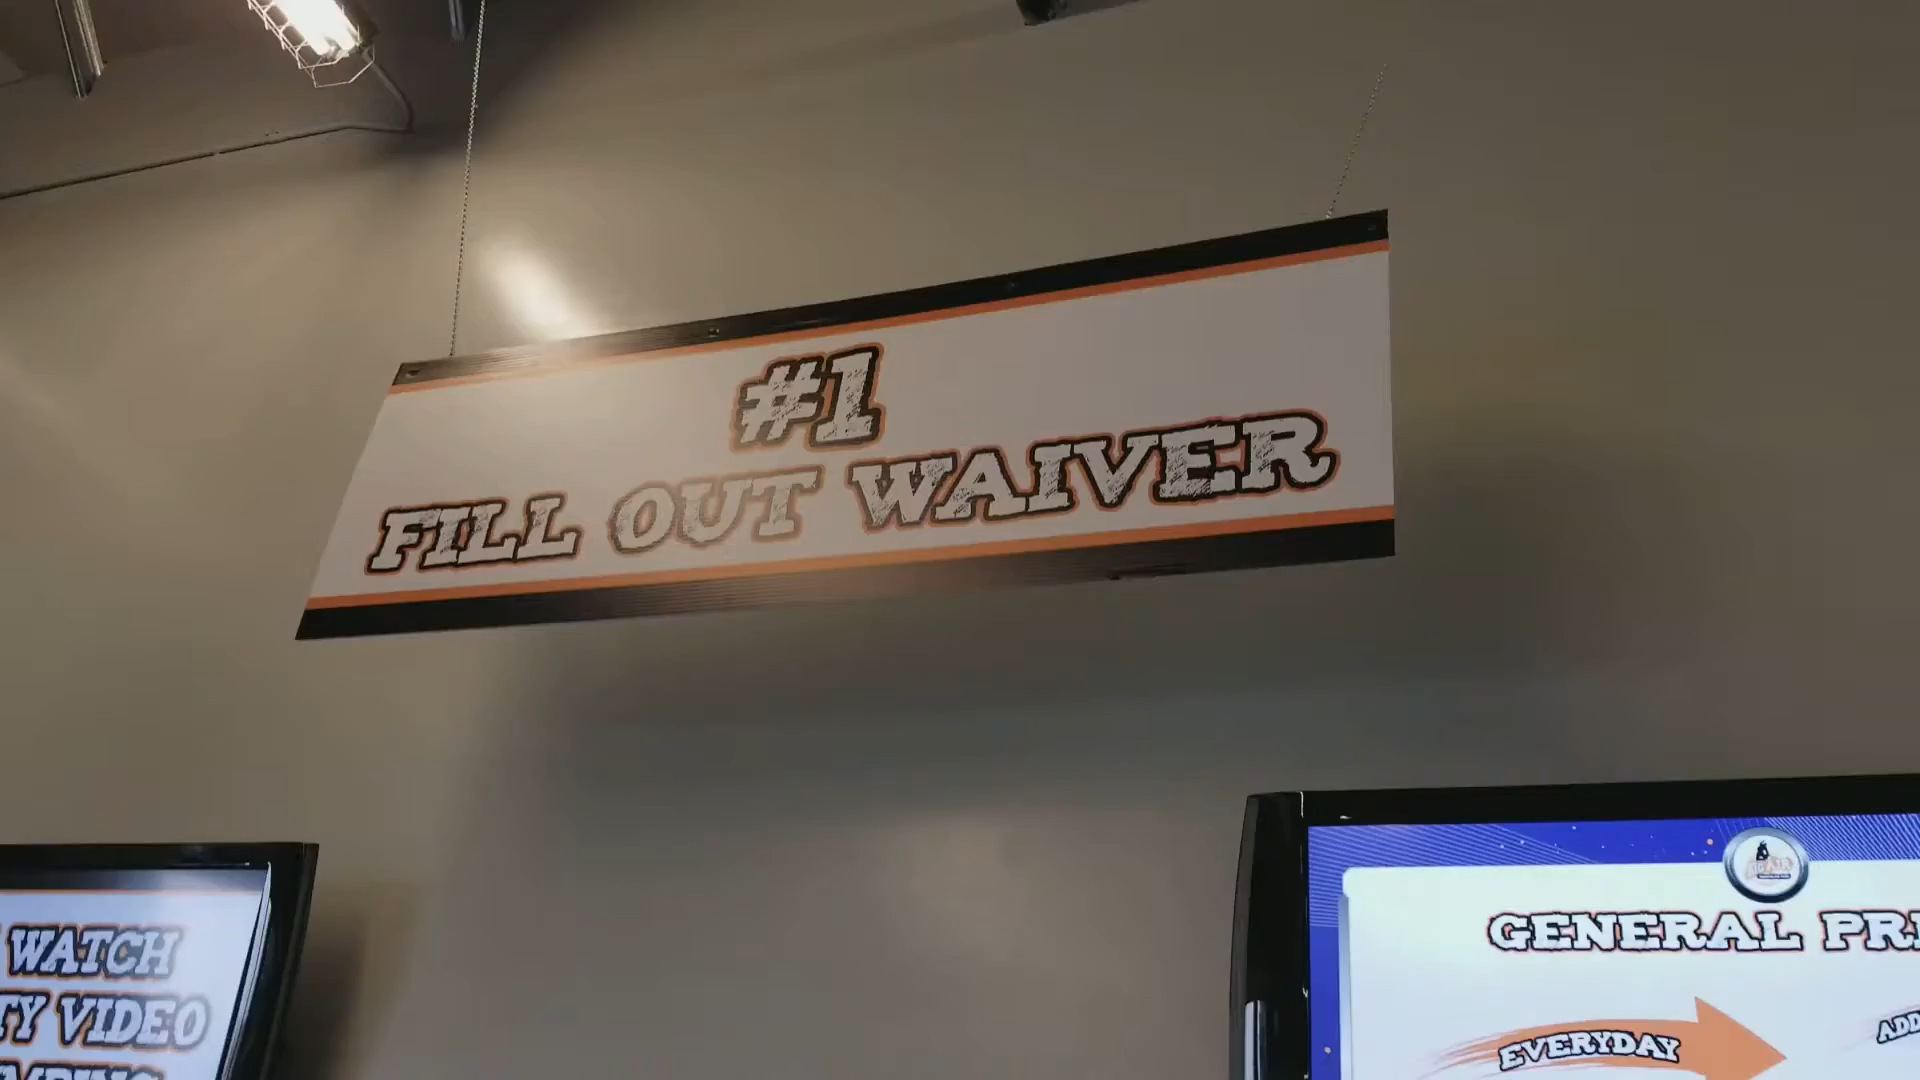 #1
FILL OUT WAIVER
WATCH
VIDEO
GENERAL
EVERYDAY